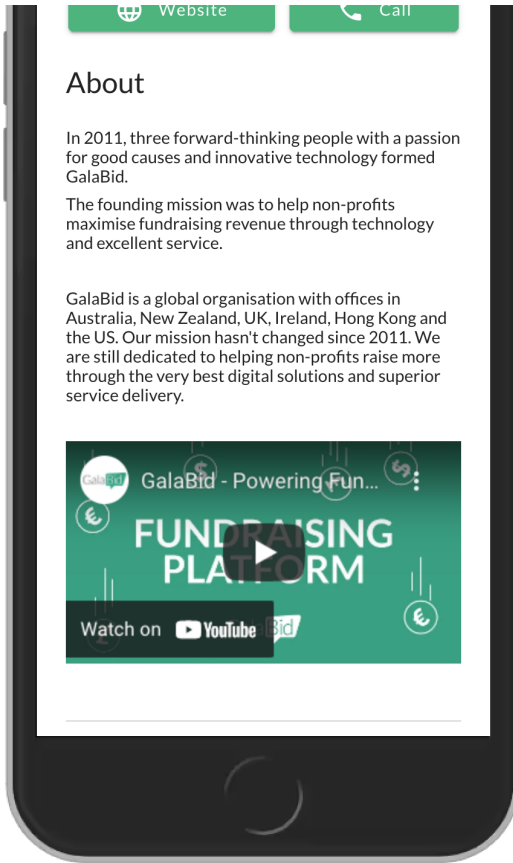 Website
Call
About
In 2011, three forward-thinking people with a passion
for good causes and innovative technology formed
GalaBid.
The founding mission was to help non-profits
maximise fundraising revenue through technology
and excellent service.
GalaBid is a global organisation with offices in
Australia, New Zealand, UK, Ireland, Hong Kong and
the US. Our mission hasn't changed since 2011. We
are still dedicated to helping non-profits raise more
through the very best digital solutions and superior
service delivery.
GalaBid
GalaBid - Powering Fun...
FUNDRAISING
PLATFORM
Watch on YouTube
Bid